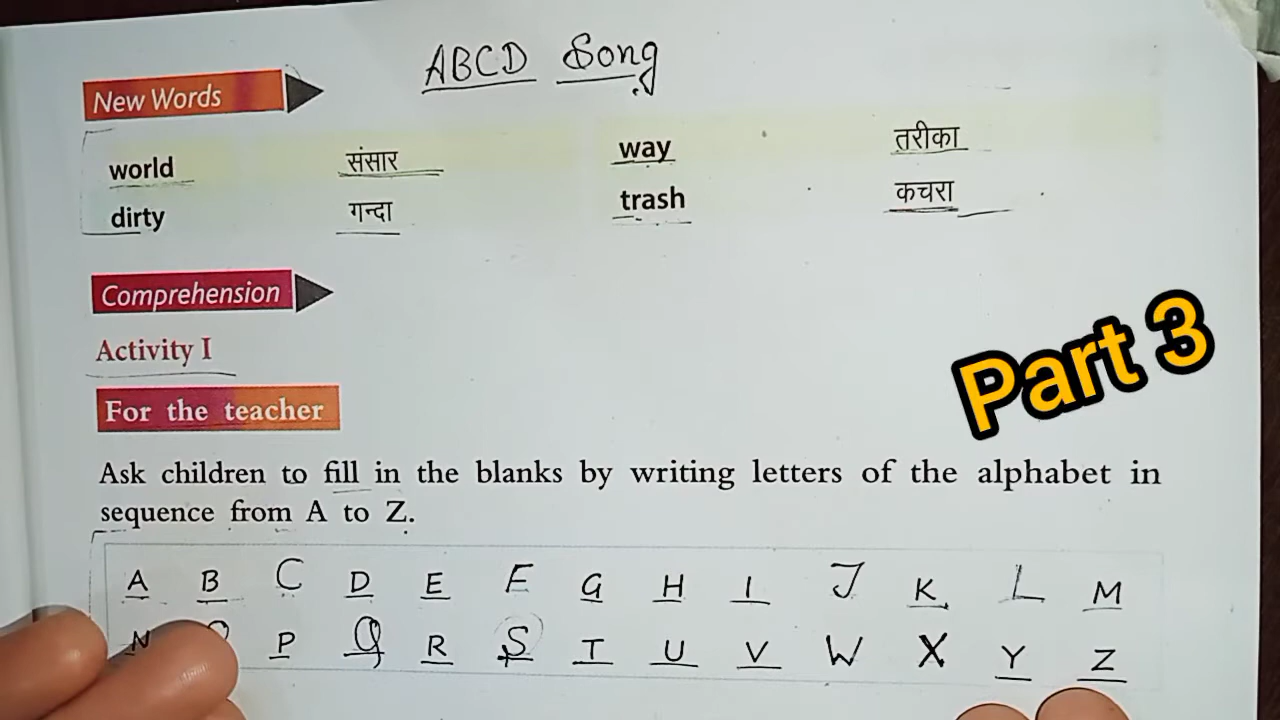 ABCD Song
New Words
world संसार way तरीका
dirty गन्दा trash कचरा
Comprehension
Activity I
Part 3
For the teacher
Ask children to fill in the blanks by writing letters of the alphabet in
sequence from A to Z.
A B C D E F G H I J K L M
N P Q R S T U V W X Y Z